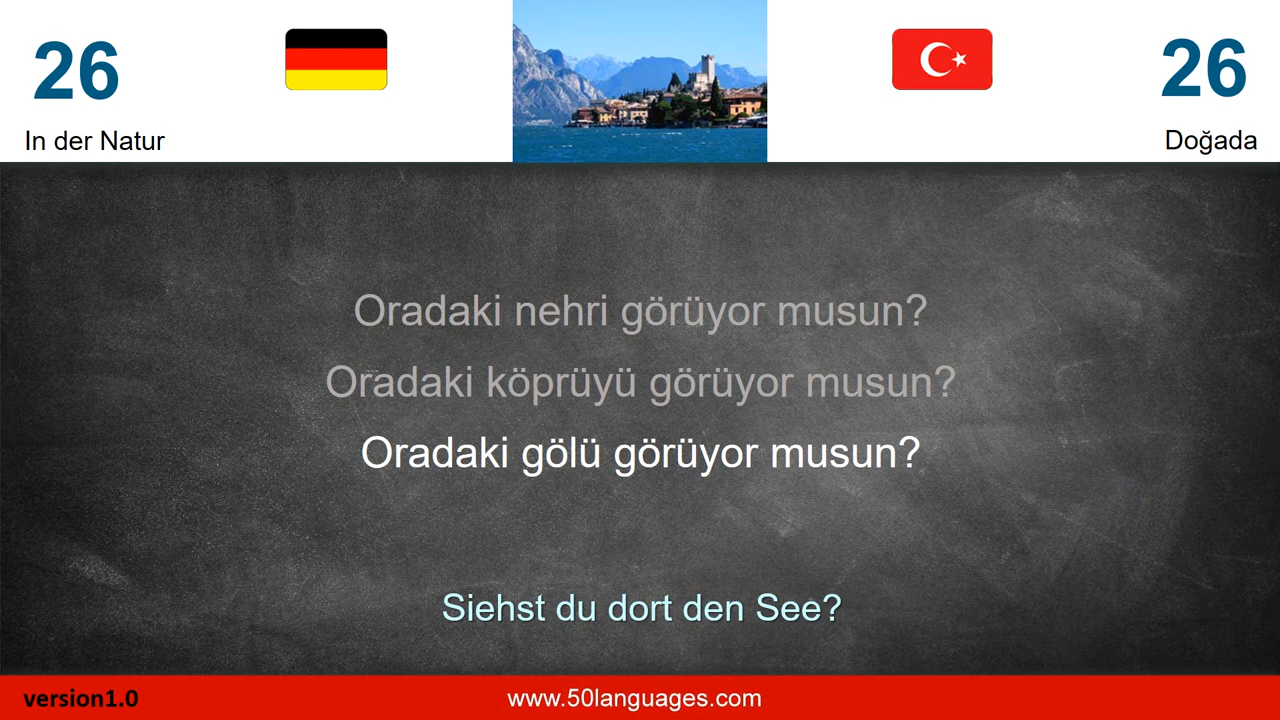 26
In der Natur
26
Doğada
Oradaki nehri görüyor musun?
Oradaki köprüyü görüyor musun?
Oradaki gölü görüyor musun?
Siehst du dort den See?
version1.0
www.50languages.com